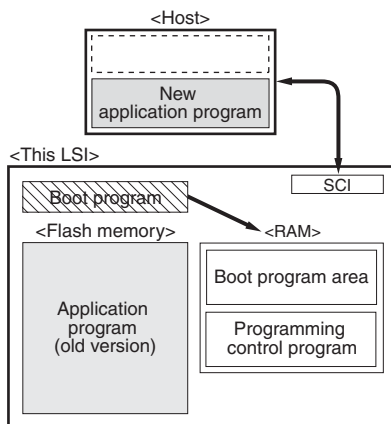 <Host>
New
application program
<This LSI>
SCI
Boot program
<Flash memory>
<RAM>
Application
program
(old version)
Boot program area
Programming
control program